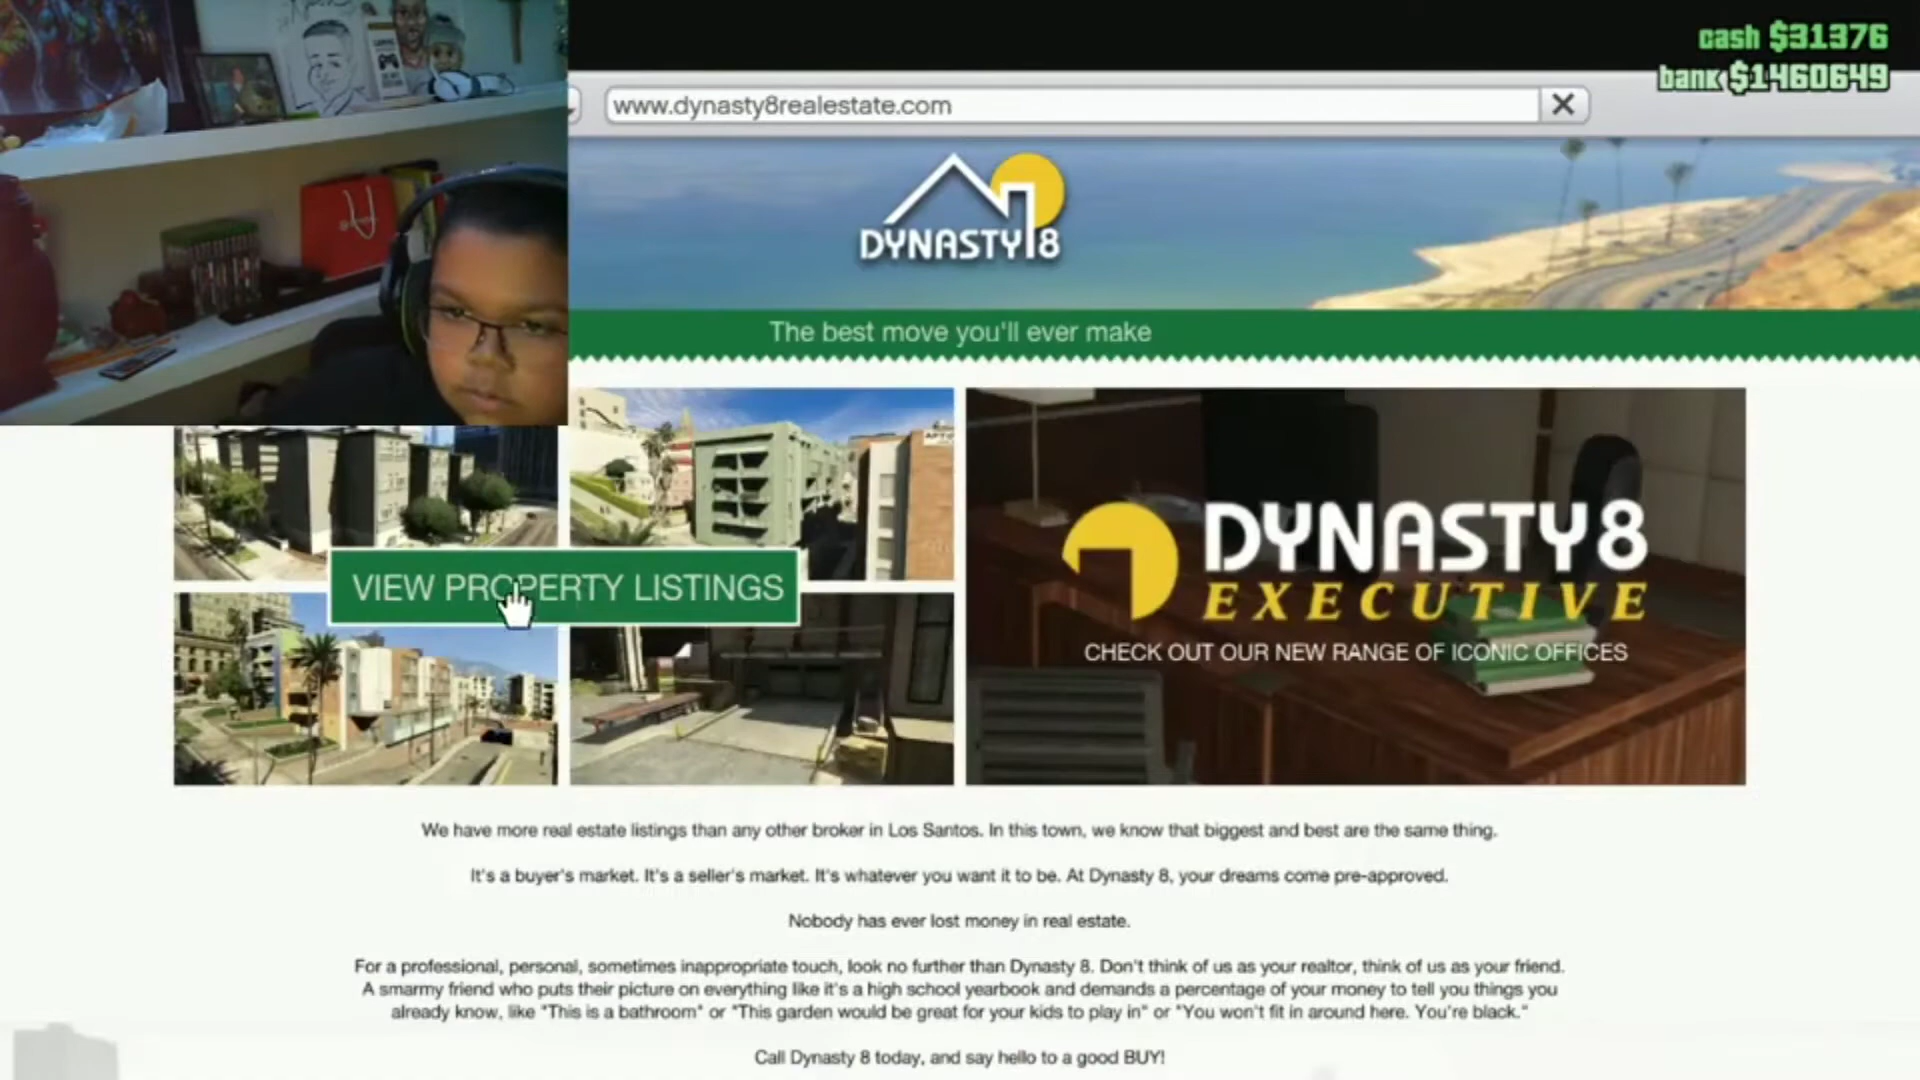 cash $31376
bank $1460649
www.dynasty8realestate.com
DYNASTY 8
The best move you'll ever make
VIEW PROPERTY LISTINGS
DYNASTY 8
EXECUTIVE
CHECK OUT OUR NEW RANGE OF ICONIC OFFICES
We have more real estate listings than any other broker in Los Santos. In this town, we know that biggest and best are the same thing.
It's a buyer's market. It's a seller's market. It's whatever you want it to be. At Dynasty 8, your dreams come pre-approved.
Nobody has ever lost money in real estate.
For a professional, personal, sometimes inappropriate touch, look no further than Dynasty 8. Don't think of us as your realtor, think of us as your friend.
A smarmy friend who puts their picture on everything like it's a high school yearbook and demands a percentage of your money to tell you things you
already know, like "This is a bathroom" or "This garden would be great for your kids to play in" or "You won't fit in around here. You're black."
Call Dynasty 8 today, and say hello to a good BUY!